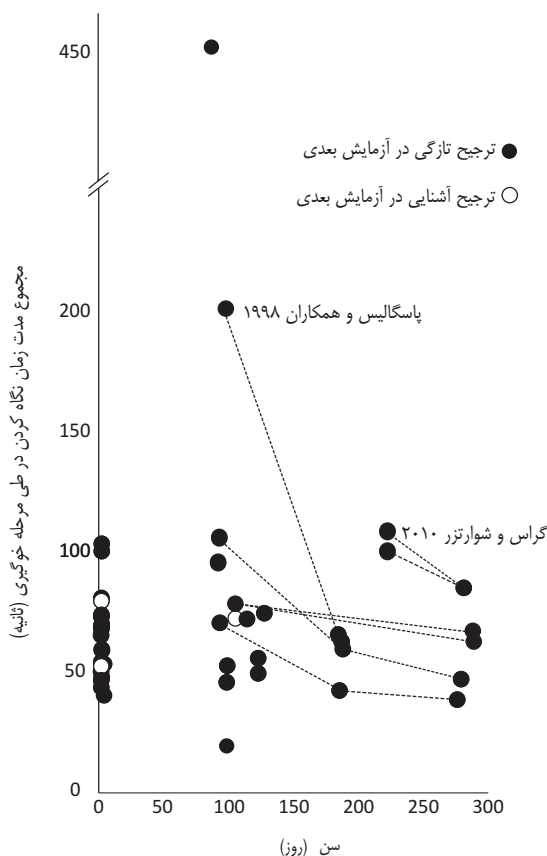 450
ترجیح تازگی در آزمایش بعدی
ترجیح آشنایی در آزمایش بعدی
مجموع مدت زمان نگاه کردن در طی مرحله خوگیری (ثانیه)
200
پاسگالیس و همکاران ۱۹۹۸
150
گراس و شوارتزر ۲۰۱۰
100
50
0
0 50 100 150 200 250 300
سن (روز)